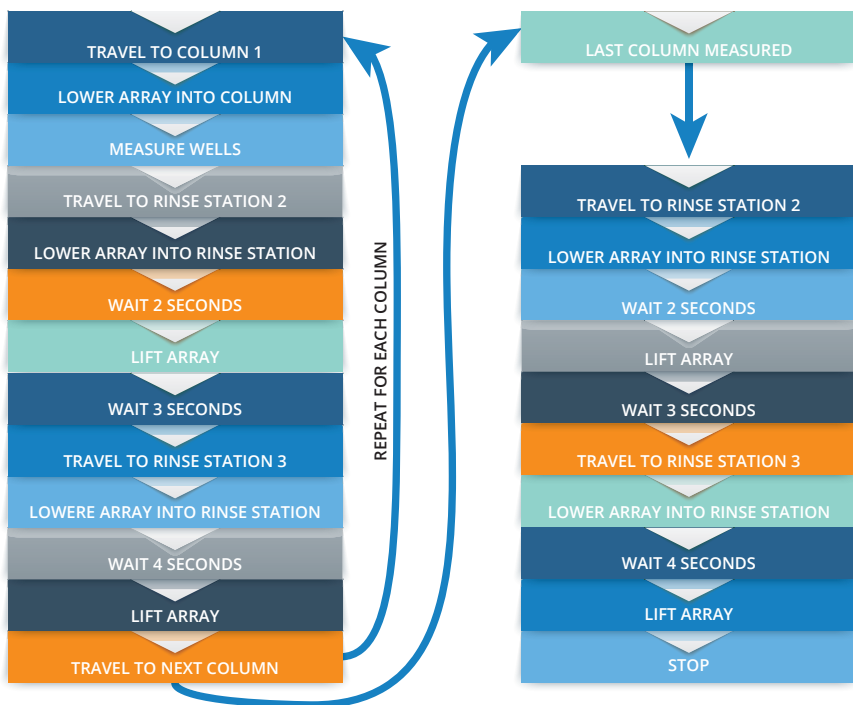 TRAVEL TO COLUMN 1
LOWER ARRAY INTO COLUMN
MEASURE WELLS
TRAVEL TO RINSE STATION 2
LOWER ARRAY INTO RINSE STATION
WAIT 2 SECONDS
LIFT ARRAY
WAIT 3 SECONDS
TRAVEL TO RINSE STATION 3
LOWERE ARRAY INTO RINSE STATION
WAIT 4 SECONDS
LIFT ARRAY
TRAVEL TO NEXT COLUMN
REPEAT FOR EACH COLUMN
LAST COLUMN MEASURED
TRAVEL TO RINSE STATION 2
LOWER ARRAY INTO RINSE STATION
WAIT 2 SECONDS
LIFT ARRAY
WAIT 3 SECONDS
TRAVEL TO RINSE STATION 3
LOWER ARRAY INTO RINSE STATION
WAIT 4 SECONDS
LIFT ARRAY
STOP